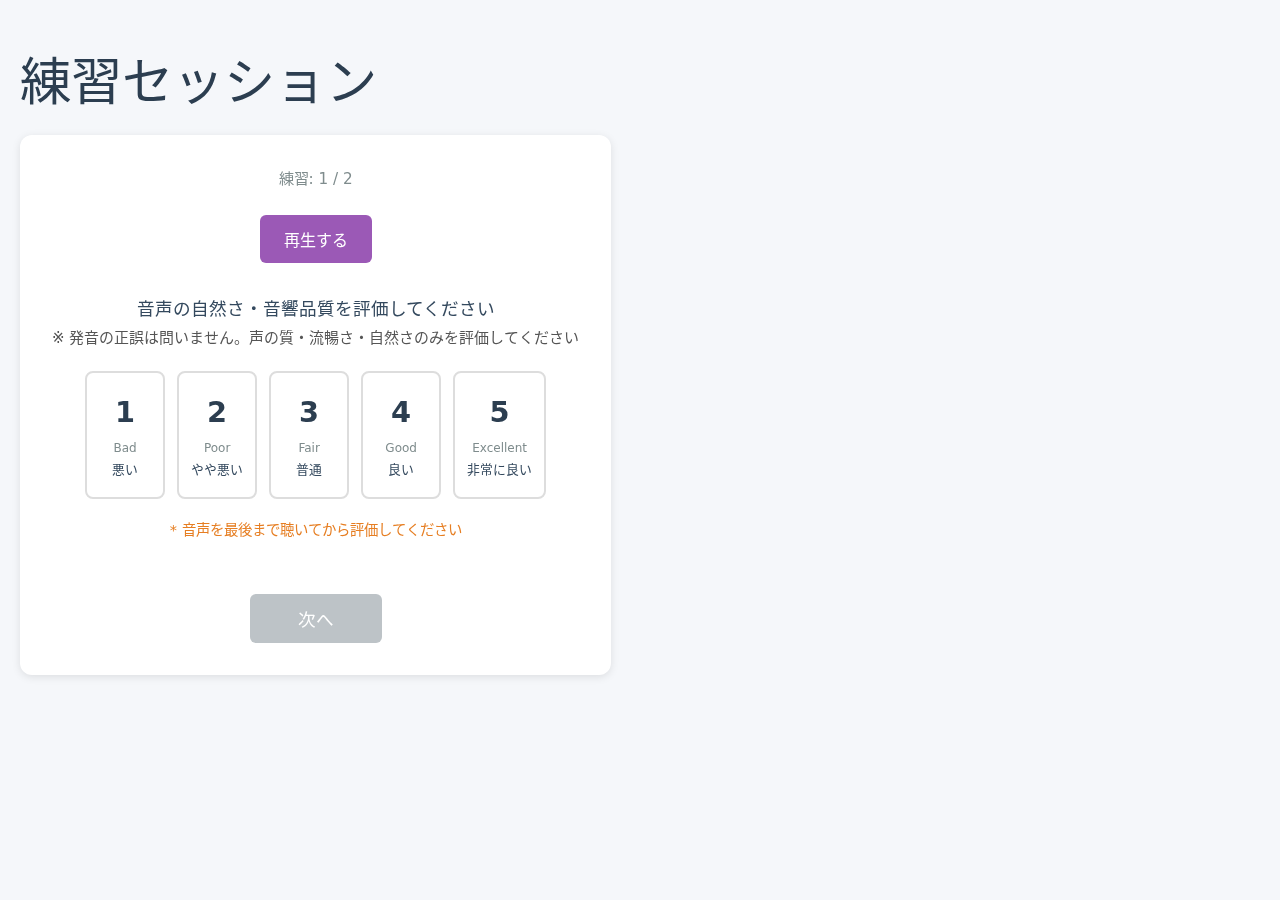 練習セッション
練習: 1 / 2
再生する
音声の自然さ・音響品質を評価してください
※ 発音の正誤は問いません。声の質・流暢さ・自然さのみを評価してください
1 2 3 4 5
Bad Poor Fair Good Excellent
悪い やや悪い 普通 良い 非常に良い
* 音声を最後まで聴いてから評価してください
次へ